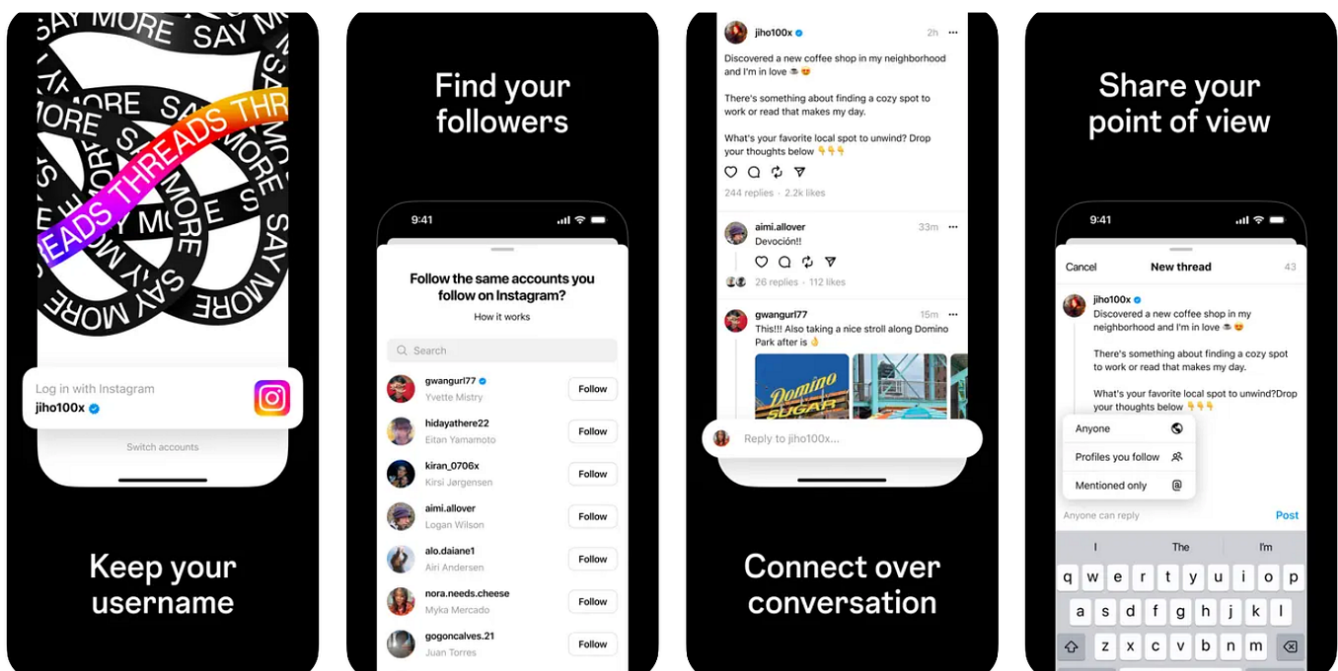 SAY MORE SAY MORE
SAY MORE
THREADS THREADS THR
Log in with Instagram
jiho100x
Switch accounts
Keep your
username
Find your
followers
9:41
Follow the same accounts you
follow on Instagram?
How it works
Search
gwangurl77
Yvette Mistry
Follow
hidayathere22
Eitan Yamamoto
Follow
kiran_0706x
Kirsi Jørgensen
Follow
aimi.allover
Logan Wilson
Follow
alo.daiane1
Airi Andersen
Follow
nora.needs.cheese
Myka Mercado
Follow
gogoncalves.21
Juan Torres
Follow
jiho100x 2h
Discovered a new coffee shop in my neighborhood
and I'm in love ☕️ 😍
There's something about finding a cozy spot to
work or read that makes my day.
What's your favorite local spot to unwind? Drop
your thoughts below 👇👇👇
244 replies · 2.2k likes
aimi.allover 33m
Devoción!!
26 replies · 112 likes
gwangurl77 15m
This!!! Also taking a nice stroll along Domino
Park after is 👌
Domino
SUGAR
Reply to jiho100x...
Connect over
conversation
Share your
point of view
9:41
Cancel New thread 43
jiho100x
Discovered a new coffee shop in my
neighborhood and I'm in love ☕️ 😍
There's something about finding a cozy spot
to work or read that makes my day.
What's your favorite local spot to unwind?Drop
your thoughts below 👇👇👇
Anyone
Profiles you follow
Mentioned only
Anyone can reply Post
I The I'm
q w e r t y u i o p
a s d f g h j k l
z x c v b n m